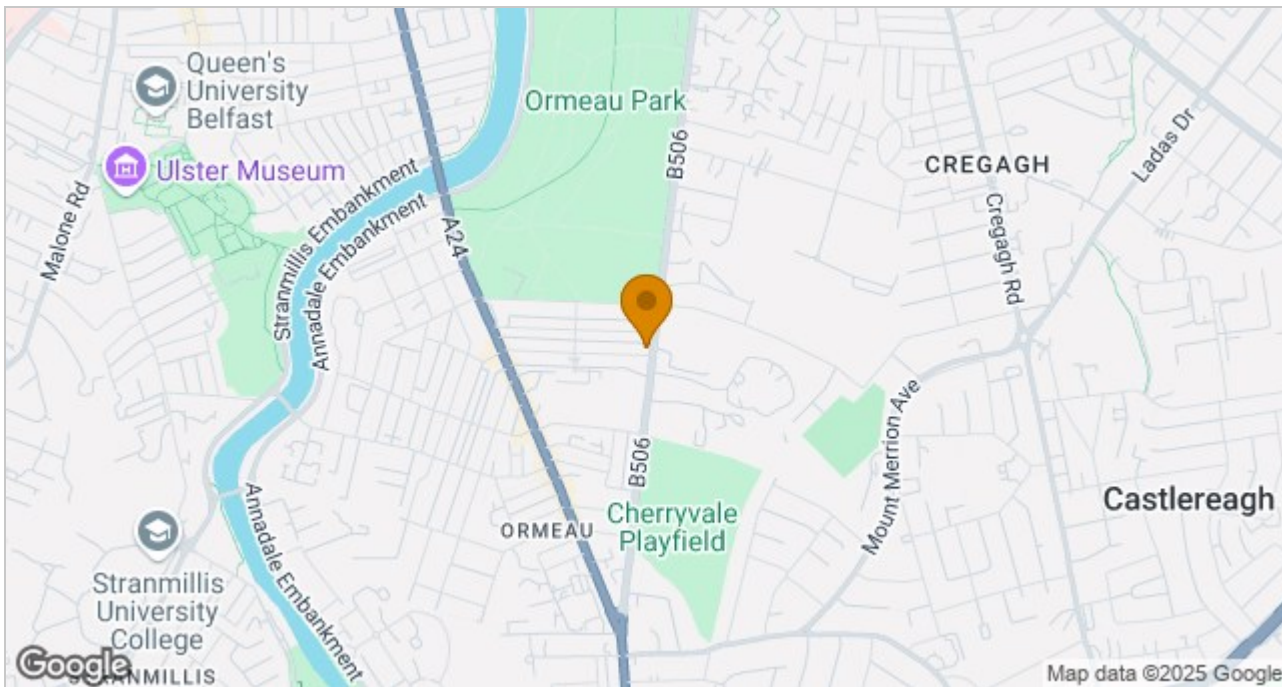 Queen's
University
Belfast
Ormeau Park
Ulster Museum
Malone Rd
Stranmillis Embankment
Annadale Embankment
A24
B506
CREGAGH
Ladas Dr
Cregagh Rd
Mount Merrion Ave
B506
Castlereagh
Cherryvale
Playfield
ORMEAU
Annadale Embankment
Stranmillis
University
College
Google
STRANMILLIS
Map data ©2025 Google